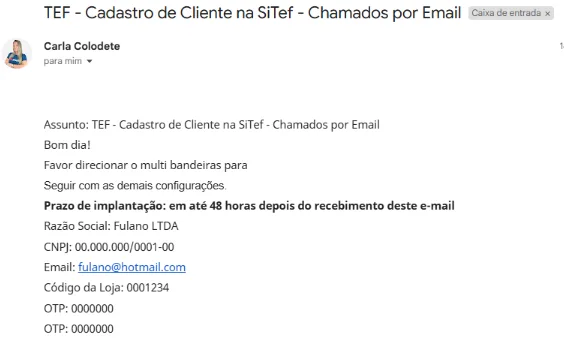 TEF - Cadastro de Cliente na SiTef - Chamados por Email Caixa de entrada ×
Carla Colodete
para mim
Assunto: TEF - Cadastro de Cliente na SiTef - Chamados por Email
Bom dia!
Favor direcionar o multi bandeiras para
Seguir com as demais configurações.
Prazo de implantação: em até 48 horas depois do recebimento deste e-mail
Razão Social: Fulano LTDA
CNPJ: 00.000.000/0001-00
Email: fulano@hotmail.com
Código da Loja: 0001234
OTP: 0000000
OTP: 0000000